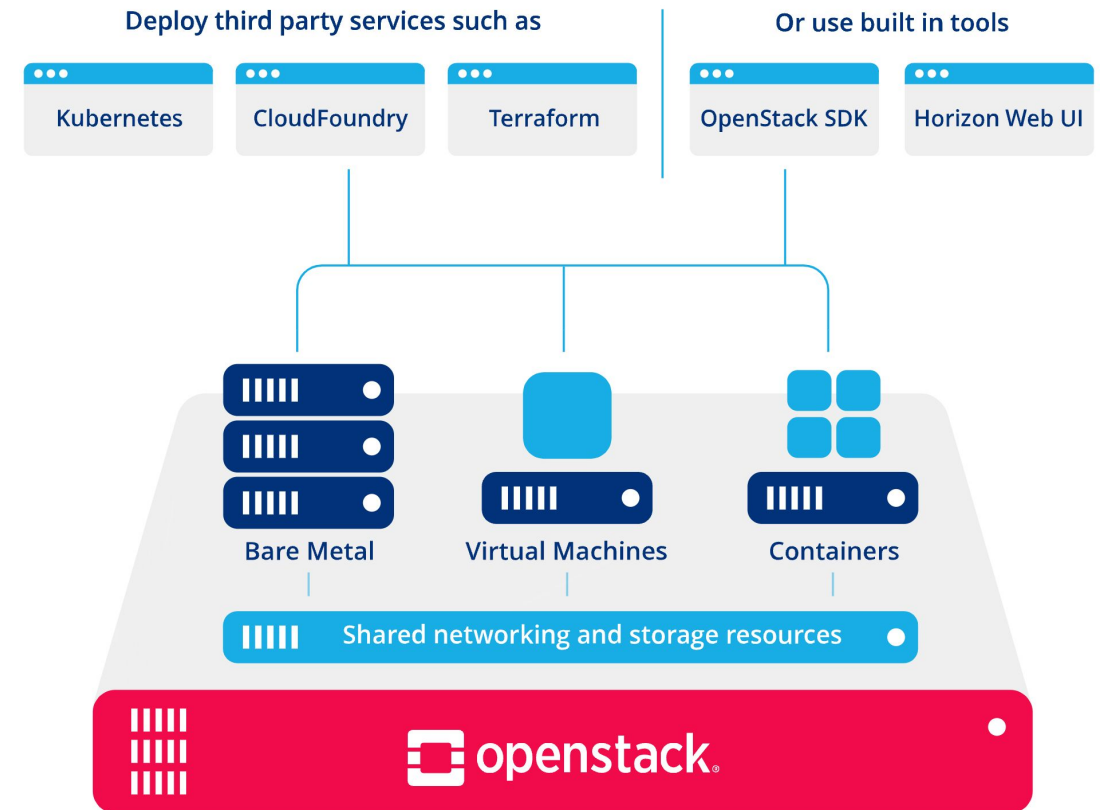 Deploy third party services such as
Or use built in tools
Kubernetes
CloudFoundry
Terraform
OpenStack SDK
Horizon Web UI
Bare Metal
Virtual Machines
Containers
Shared networking and storage resources
openstack®